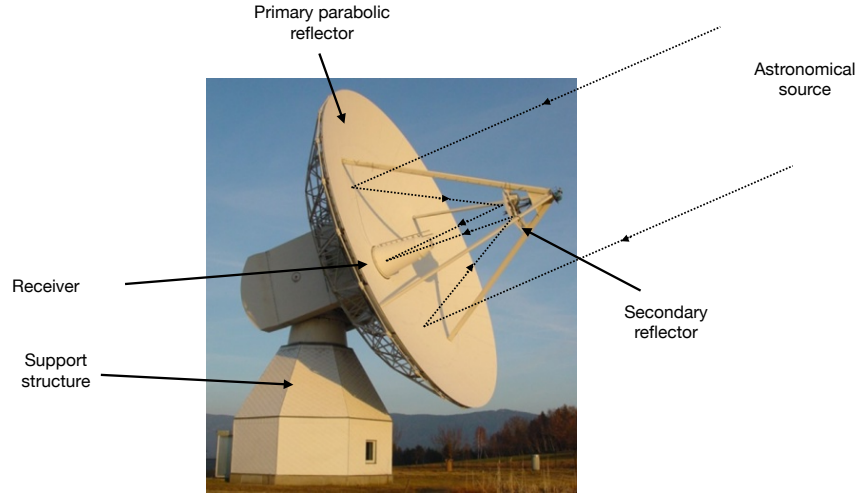 Primary parabolic
reflector
Astronomical
source
Receiver
Secondary
reflector
Support
structure